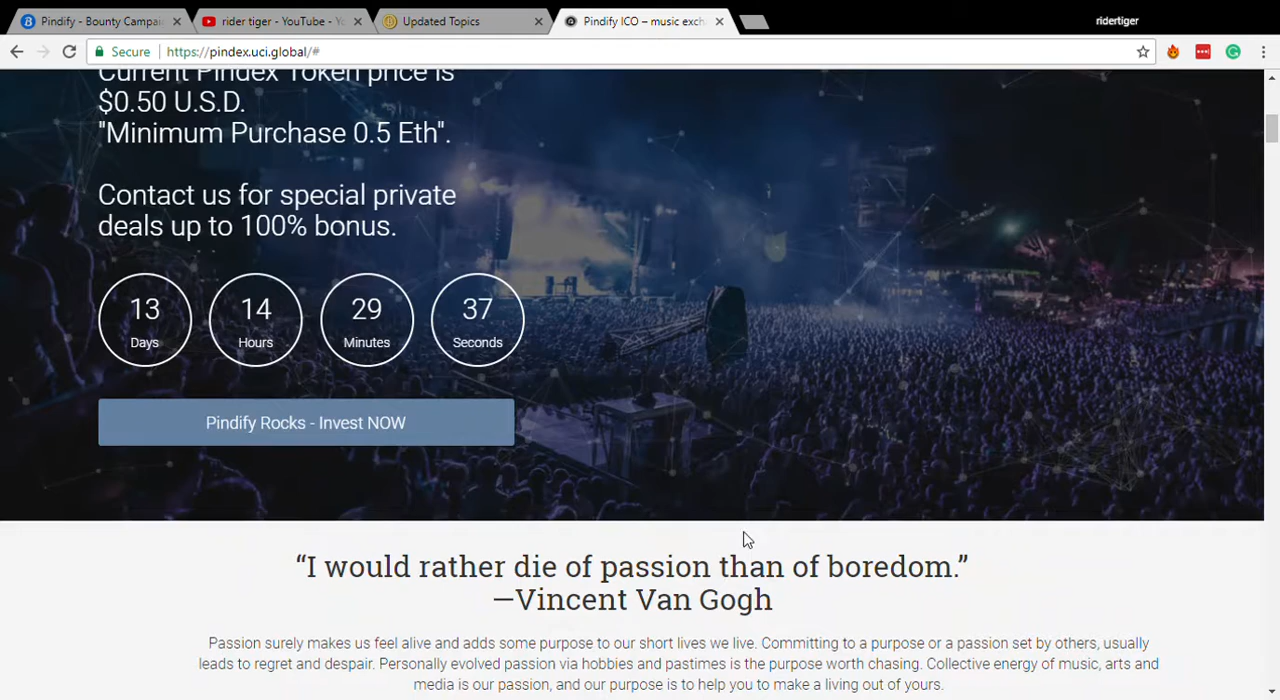 Pindify - Bounty Campai
rider tiger - YouTube - Yo
Updated Topics
Pindify ICO – music exch
ridertiger
Secure
https://pindex.uci.global/#
Current Pindex Token price is
$0.50 U.S.D.
"Minimum Purchase 0.5 Eth".
Contact us for special private
deals up to 100% bonus.
13 14 29 37
Days Hours Minutes Seconds
Pindify Rocks - Invest NOW
“I would rather die of passion than of boredom.”
—Vincent Van Gogh
Passion surely makes us feel alive and adds some purpose to our short lives we live. Committing to a purpose or a passion set by others, usually
leads to regret and despair. Personally evolved passion via hobbies and pastimes is the purpose worth chasing. Collective energy of music, arts and
media is our passion, and our purpose is to help you to make a living out of yours.